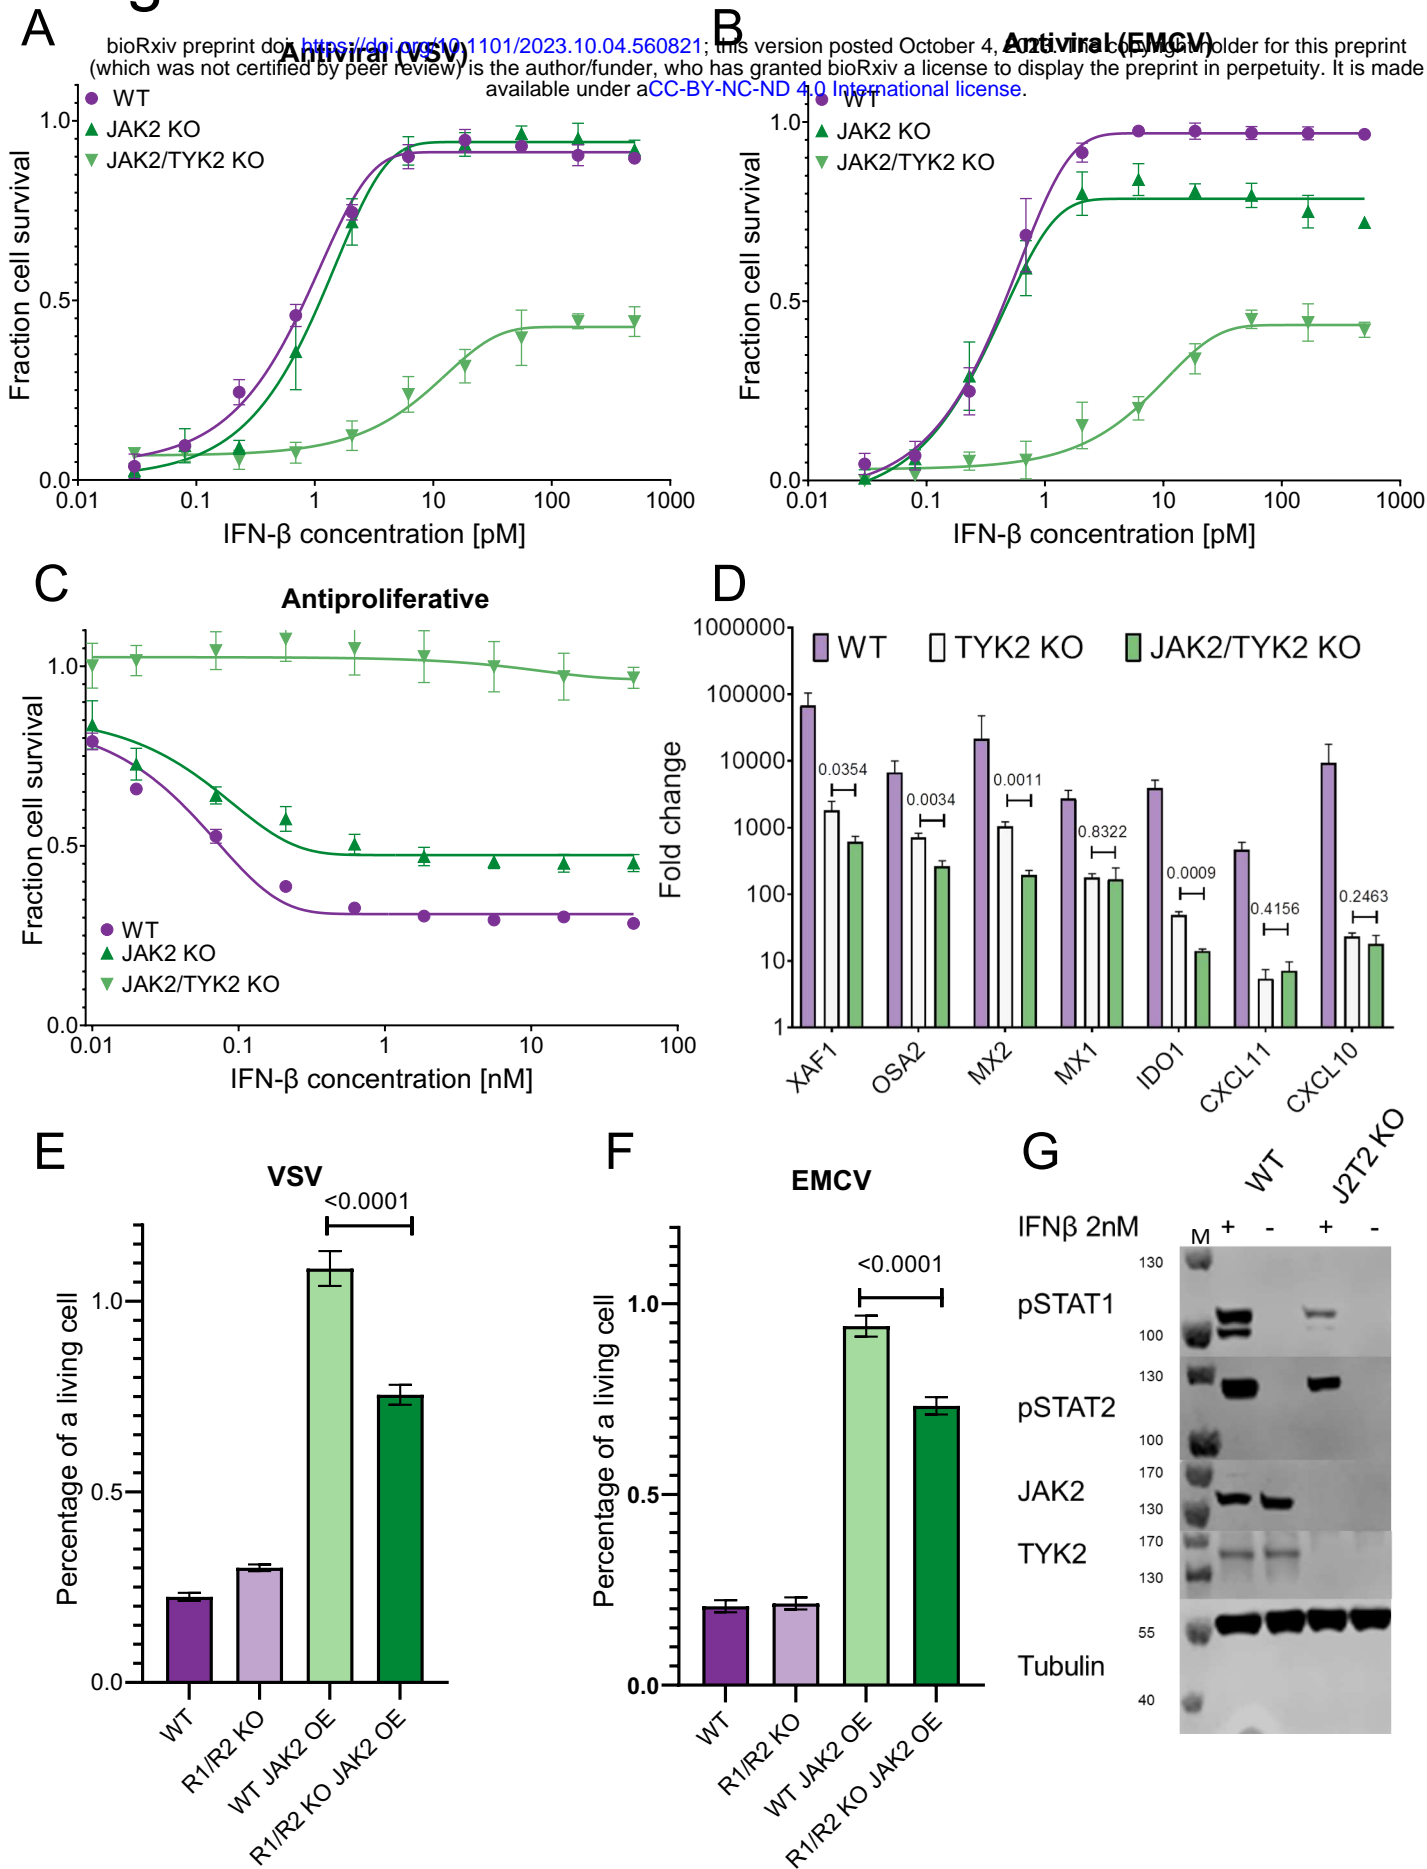 A
B
bioRxiv preprint doi: https://doi.org/10.1101/2023.10.04.560821; this version posted October 4, 2023. The copyright holder for this preprint
(which was not certified by peer review) is the author/funder, who has granted bioRxiv a license to display the preprint in perpetuity. It is made
available under aCC-BY-NC-ND 4.0 International license.
Antiviral (VSV)
WT
JAK2 KO
JAK2/TYK2 KO
Fraction cell survival
1.0
0.5
0.0
0.01 0.1 1 10 100 1000
IFN-β concentration [pM]
Antiviral (EMCV)
WT
JAK2 KO
JAK2/TYK2 KO
Fraction cell survival
1.0
0.5
0.0
0.01 0.1 1 10 100 1000
IFN-β concentration [pM]
C
Antiproliferative
Fraction cell survival
1.0
0.5
0.0
WT
JAK2 KO
JAK2/TYK2 KO
0.01 0.1 1 10 100
IFN-β concentration [nM]
D
WT TYK2 KO JAK2/TYK2 KO
Fold change
1000000
100000
10000
1000
100
10
1
0.0354
0.0034
0.0011
0.8322
0.0009
0.4156
0.2463
XAF1 OSA2 MX2 MX1 IDO1 CXCL11 CXCL10
E
VSV
<0.0001
Percentage of a living cell
1.0
0.5
0.0
WT
R1/R2 KO
WT JAK2 OE
R1/R2 KO JAK2 OE
F
EMCV
<0.0001
Percentage of a living cell
1.0
0.5
0.0
WT
R1/R2 KO
WT JAK2 OE
R1/R2 KO JAK2 OE
G
WT J2T2 KO
IFNβ 2nM M + - + -
130
pSTAT1
100
130
pSTAT2
100
170
JAK2
130
170
TYK2
130
55
Tubulin
40